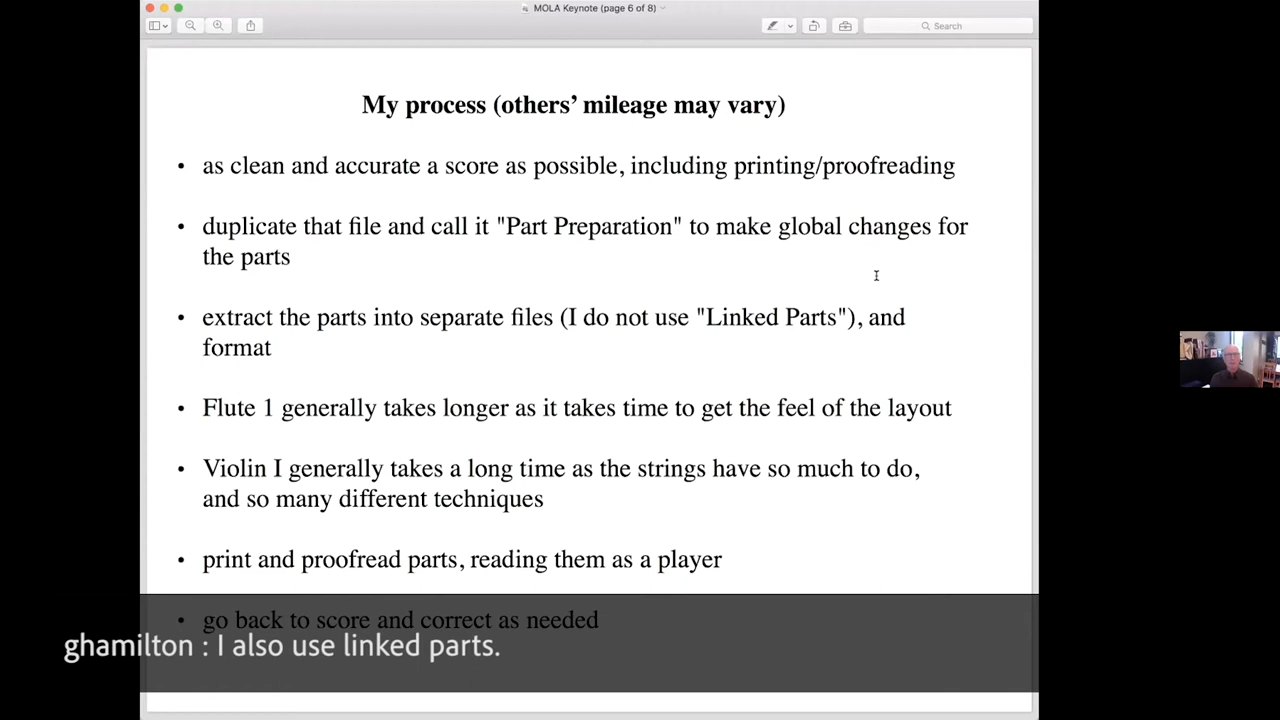 MOLA Keynote (page 6 of 8)
Search
My process (others’ mileage may vary)
• as clean and accurate a score as possible, including printing/proofreading
• duplicate that file and call it "Part Preparation" to make global changes for
the parts
• extract the parts into separate files (I do not use "Linked Parts"), and
format
• Flute 1 generally takes longer as it takes time to get the feel of the layout
• Violin I generally takes a long time as the strings have so much to do,
and so many different techniques
• print and proofread parts, reading them as a player
• go back to score and correct as needed
ghamilton : I also use linked parts.